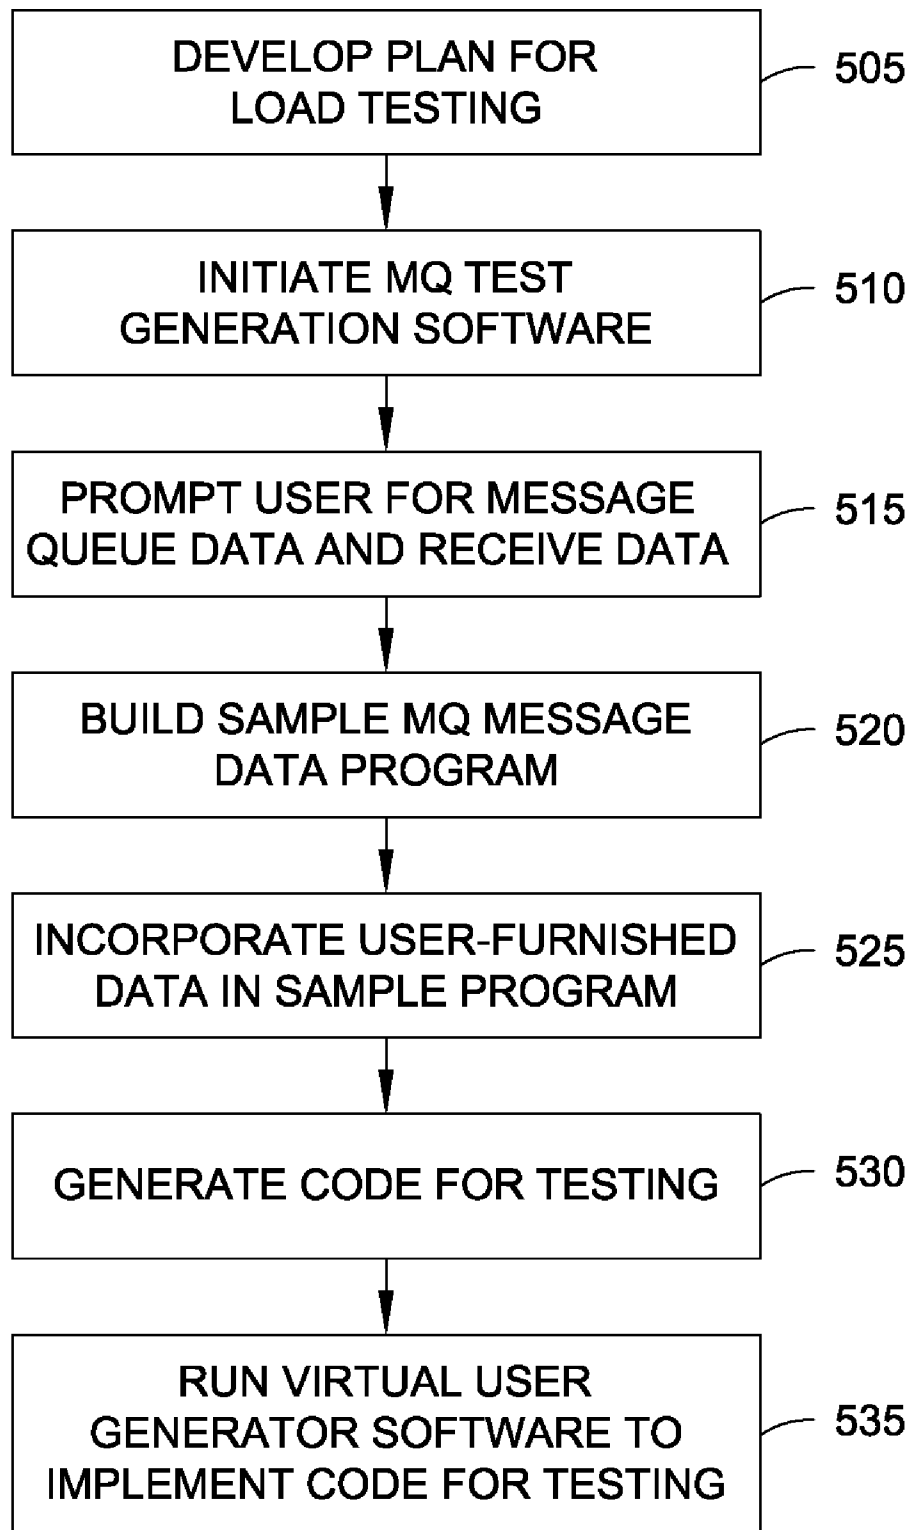 DEVELOP PLAN FOR
LOAD TESTING
505
INITIATE MQ TEST
GENERATION SOFTWARE
510
PROMPT USER FOR MESSAGE
QUEUE DATA AND RECEIVE DATA
515
BUILD SAMPLE MQ MESSAGE
DATA PROGRAM
520
INCORPORATE USER-FURNISHED
DATA IN SAMPLE PROGRAM
525
GENERATE CODE FOR TESTING
530
RUN VIRTUAL USER
GENERATOR SOFTWARE TO
IMPLEMENT CODE FOR TESTING
535